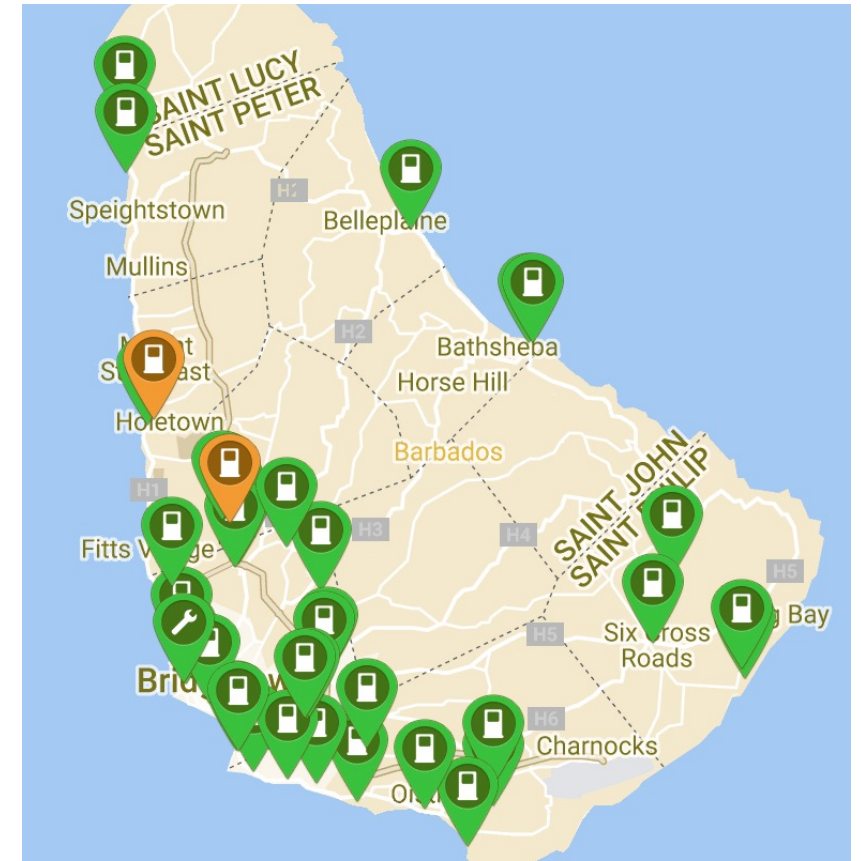 SAINT LUCY
SAINT PETER
H2
Speightstown
Belleplaine
Mullins
H2
Bathsheba
Horse Hill
Holetown
Barbados
H1
SAINT JOHN
SAINT PHILIP
H3
H4
Fitts Village
H5
Bay
Six Cross
Roads
H5
H6
Charnocks